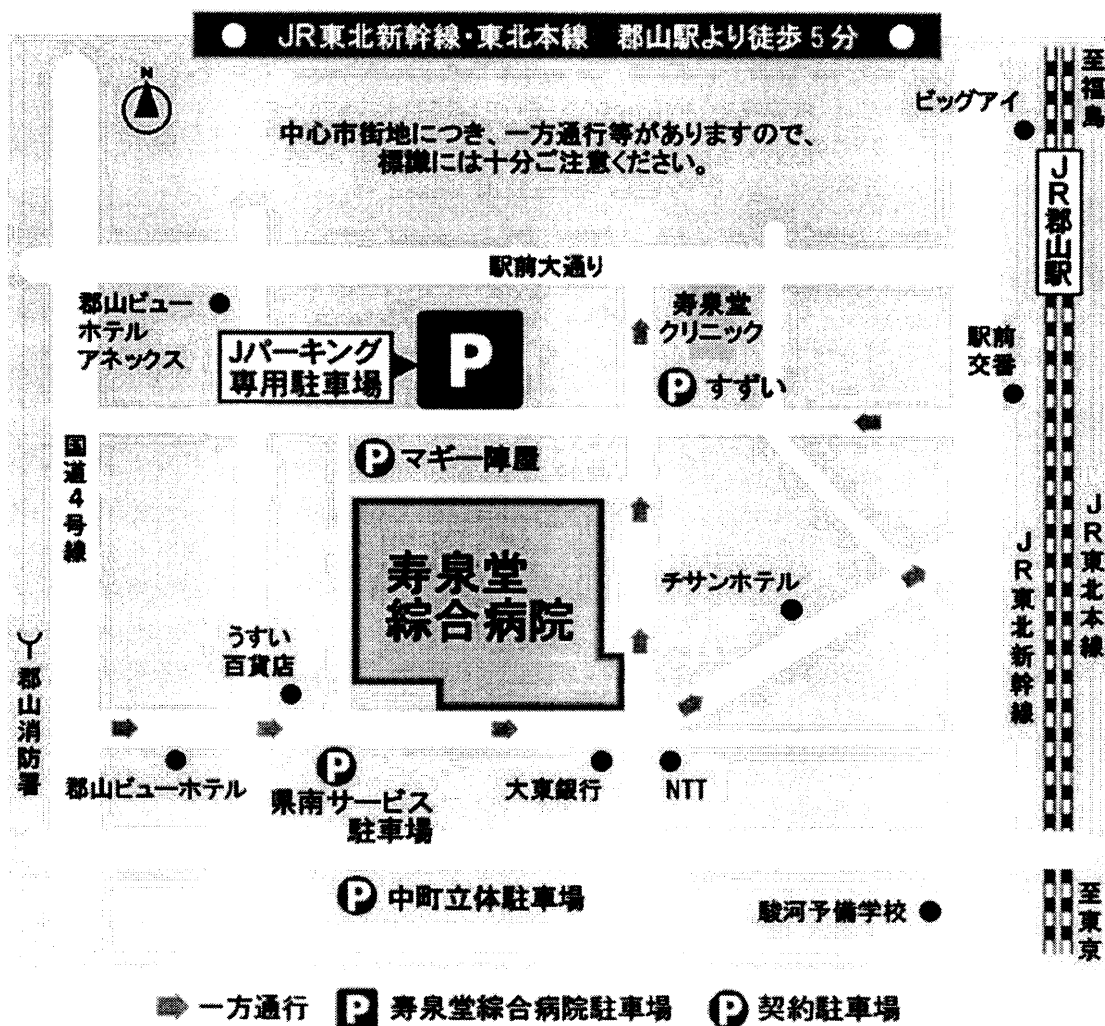 ● JR東北新幹線・東北本線 郡山駅より徒歩5分 ●
N
中心市街地につき、一方通行等がありますので、
標識には十分ご注意ください。
ビッグアイ
至福島
JR郡山駅
駅前大通り
郡山ビュー
ホテル
アネックス
Jパーキング
専用駐車場
P
寿泉堂
クリニック
P すずい
駅前
交番
国道4号線
P マギー陣屋
寿泉堂
綜合病院
チサンホテル
JR東北新幹線
JR東北本線
うすい
百貨店
郡山消防署
郡山ビューホテル
P
県南サービス
駐車場
大東銀行
NTT
P 中町立体駐車場
駿河予備学校
至東京
一方通行 P 寿泉堂綜合病院駐車場 P 契約駐車場